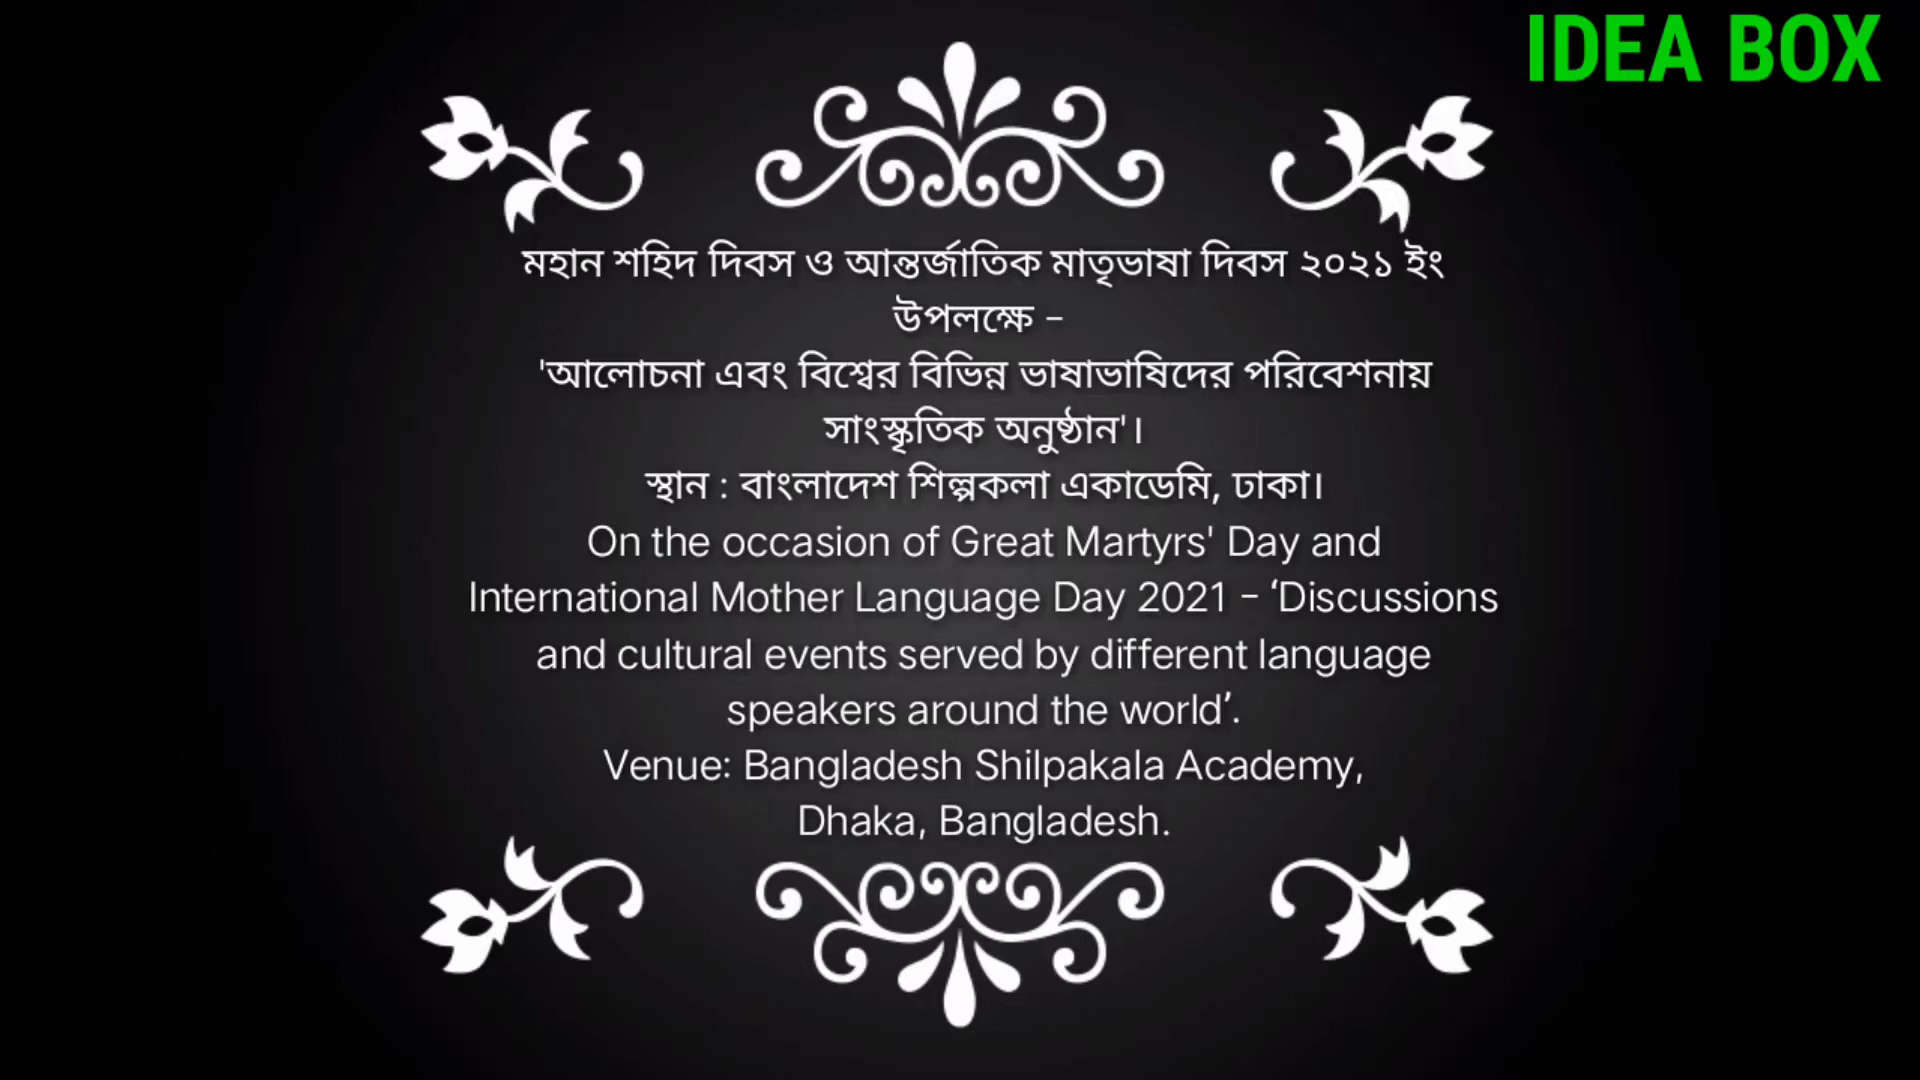 IDEA BOX
মহান শহিদ দিবস ও আন্তর্জাতিক মাতৃভাষা দিবস ২০২১ ইং
উপলক্ষে –
'আলোচনা এবং বিশ্বের বিভিন্ন ভাষাভাষিদের পরিবেশনায়
সাংস্কৃতিক অনুষ্ঠান'।
স্থান : বাংলাদেশ শিল্পকলা একাডেমি, ঢাকা।
On the occasion of Great Martyrs' Day and
International Mother Language Day 2021 – ‘Discussions
and cultural events served by different language
speakers around the world’.
Venue: Bangladesh Shilpakala Academy,
Dhaka, Bangladesh.